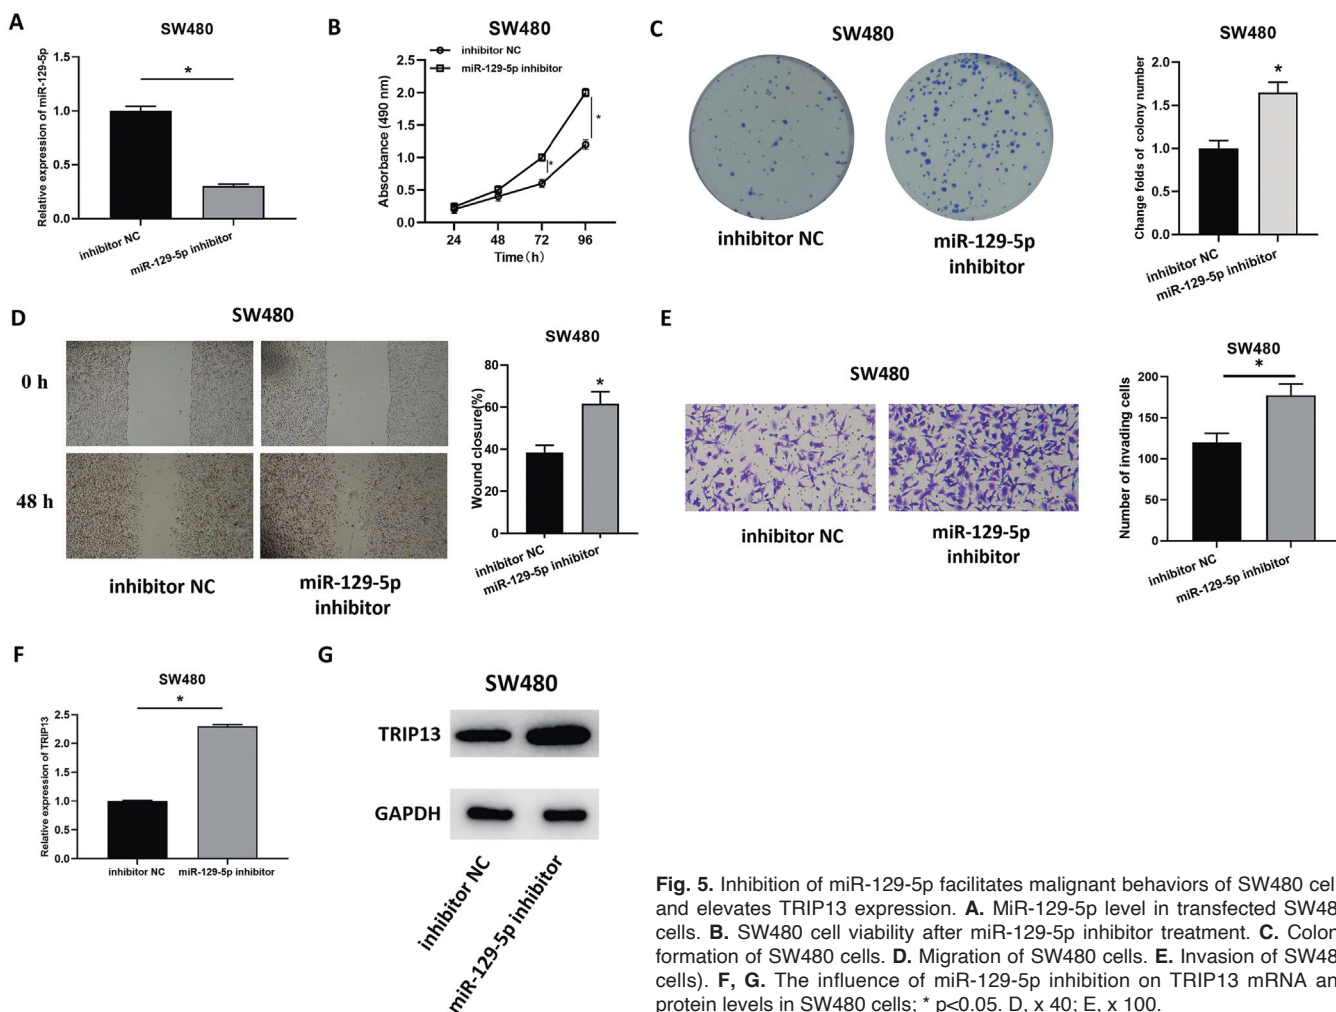 A
SW480
Relative expression of miR-129-5p
1.5
1.0
0.5
0.0
*
inhibitor NC
miR-129-5p inhibitor
B
SW480
inhibitor NC
miR-129-5p inhibitor
Absorbance (490 nm)
2.5
2.0
1.5
1.0
0.5
0.0
*
*
24 48 72 96
Time (h)
C
SW480
inhibitor NC
miR-129-5p
inhibitor
SW480
Change folds of colony number
2.0
1.5
1.0
0.5
0.0
*
inhibitor NC
miR-129-5p inhibitor
D
SW480
0 h
48 h
inhibitor NC
miR-129-5p
inhibitor
SW480
Wound closure(%)
80
60
40
20
0
*
inhibitor NC
miR-129-5p inhibitor
E
SW480
inhibitor NC
miR-129-5p
inhibitor
SW480
Number of invading cells
200
150
100
50
0
*
inhibitor NC
miR-129-5p inhibitor
F
SW480
Relative expression of TRIP13
2.5
2.0
1.5
1.0
0.5
0.0
*
inhibitor NC miR-129-5p inhibitor
G
SW480
TRIP13
GAPDH
inhibitor NC
miR-129-5p inhibitor
Fig. 5. Inhibition of miR-129-5p facilitates malignant behaviors of SW480 cel
and elevates TRIP13 expression. A. MiR-129-5p level in transfected SW48
cells. B. SW480 cell viability after miR-129-5p inhibitor treatment. C. Colon
formation of SW480 cells. D. Migration of SW480 cells. E. Invasion of SW48
cells). F, G. The influence of miR-129-5p inhibition on TRIP13 mRNA an
protein levels in SW480 cells; * p<0.05. D, x 40; E, x 100.